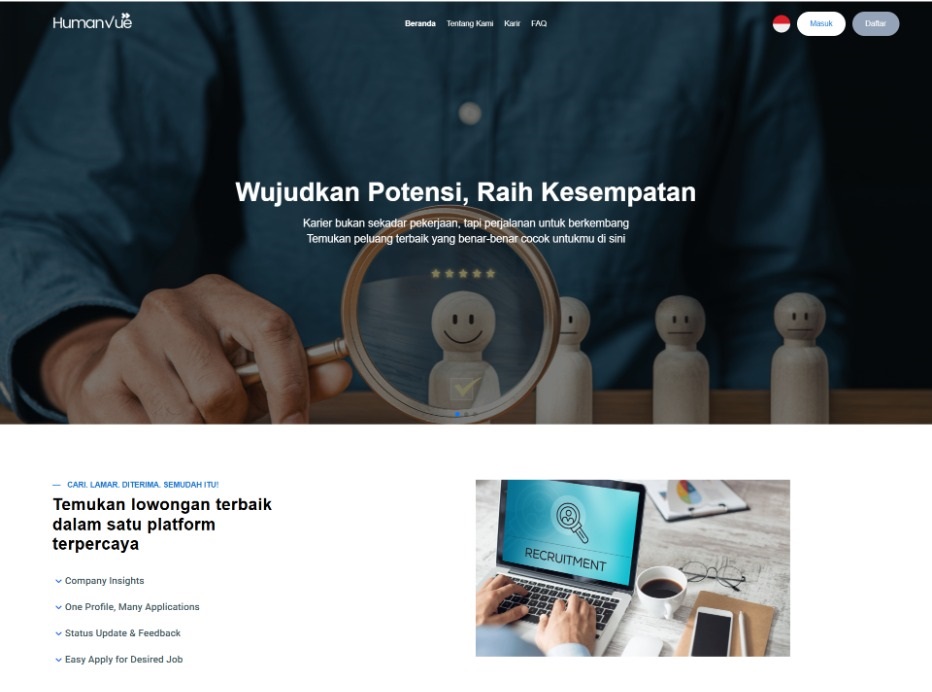 HumanVue
Beranda
Tentang Kami
Karir
FAQ
Masuk
Daftar
Wujudkan Potensi, Raih Kesempatan
Karier bukan sekadar pekerjaan, tapi perjalanan untuk berkembang
Temukan peluang terbaik yang benar-benar cocok untukmu di sini
CARI. LAMAR. DITERIMA. SEMUDAH ITU!
Temukan lowongan terbaik
dalam satu platform
terpercaya
Company Insights
One Profile, Many Applications
Status Update & Feedback
Easy Apply for Desired Job
RECRUITMENT